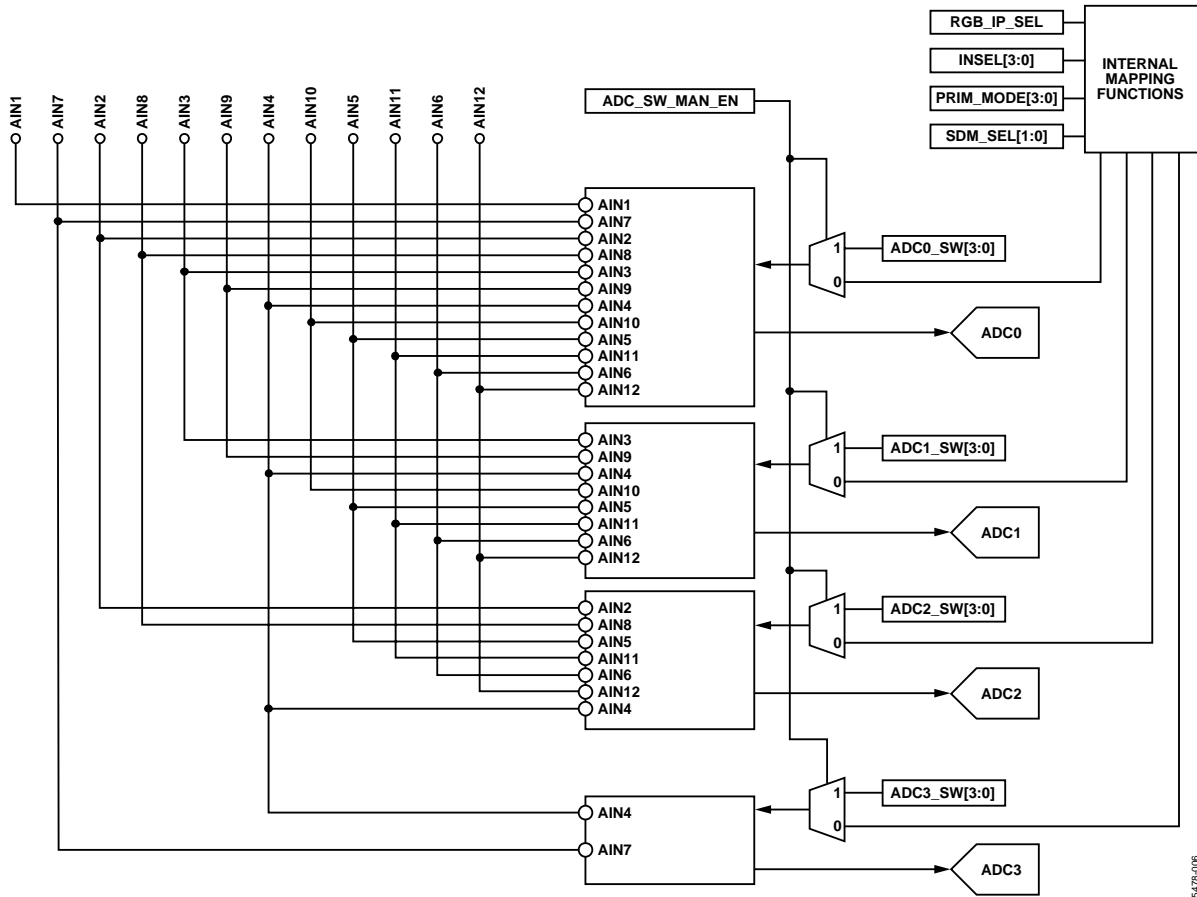 RGB_IP_SEL
INSEL[3:0]
PRIM_MODE[3:0]
SDM_SEL[1:0]
INTERNAL
MAPPING
FUNCTIONS
AIN1
AIN7
AIN2
AIN8
AIN3
AIN9
AIN4
AIN10
AIN5
AIN11
AIN6
AIN12
ADC_SW_MAN_EN
AIN1
AIN7
AIN2
AIN8
AIN3
AIN9
AIN4
AIN10
AIN5
AIN11
AIN6
AIN12
1
0
ADC0_SW[3:0]
ADC0
AIN3
AIN9
AIN4
AIN10
AIN5
AIN11
AIN6
AIN12
1
0
ADC1_SW[3:0]
ADC1
AIN2
AIN8
AIN5
AIN11
AIN6
AIN12
AIN4
1
0
ADC2_SW[3:0]
ADC2
AIN4
AIN7
1
0
ADC3_SW[3:0]
ADC3